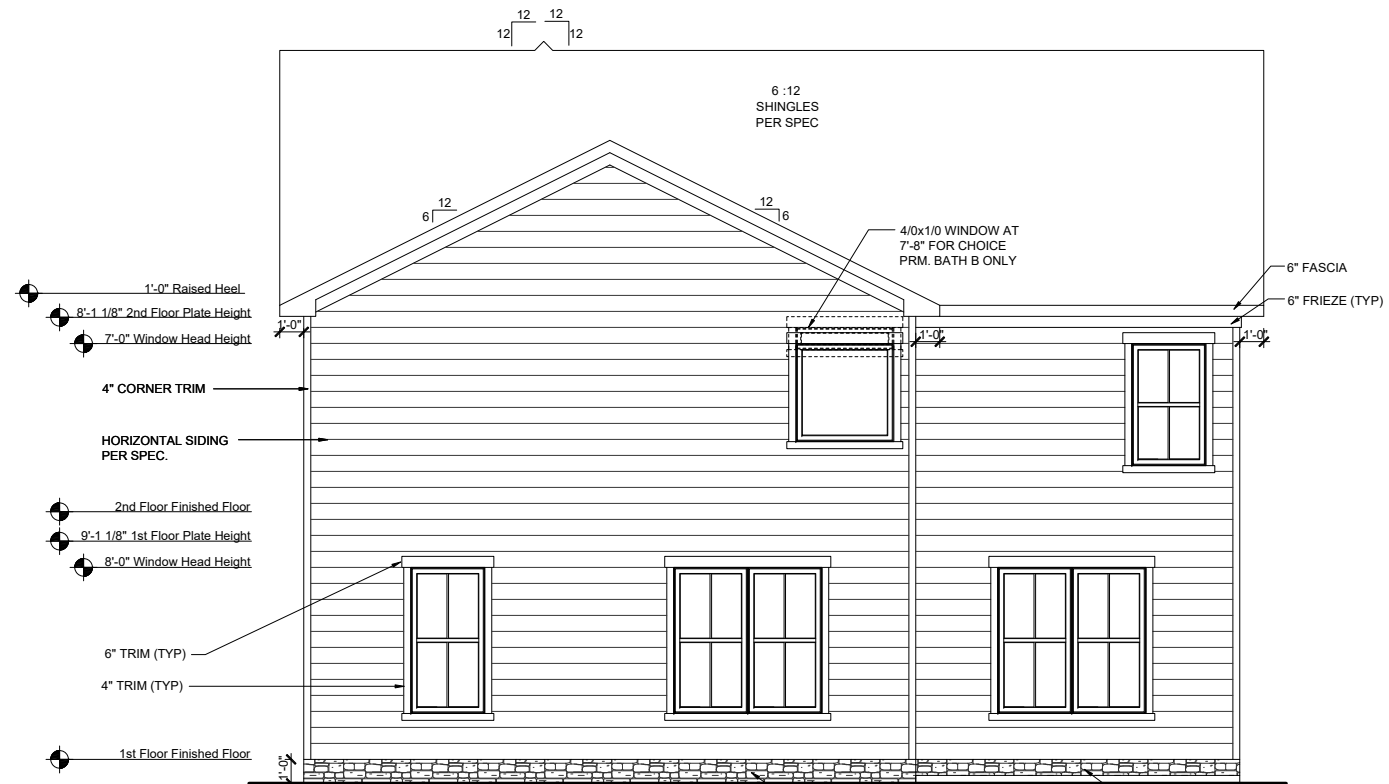 12 12
12 12
6 :12
SHINGLES
PER SPEC
12
6
12
6
4/0x1/0 WINDOW AT
7'-8" FOR CHOICE
PRM. BATH B ONLY
6" FASCIA
6" FRIEZE (TYP)
1'-0" Raised Heel
8'-1 1/8" 2nd Floor Plate Height
1'-0"
1'-0"
1'-0"
7'-0" Window Head Height
4" CORNER TRIM
HORIZONTAL SIDING
PER SPEC.
2nd Floor Finished Floor
9'-1 1/8" 1st Floor Plate Height
8'-0" Window Head Height
6" TRIM (TYP)
4" TRIM (TYP)
1st Floor Finished Floor
1'-0"